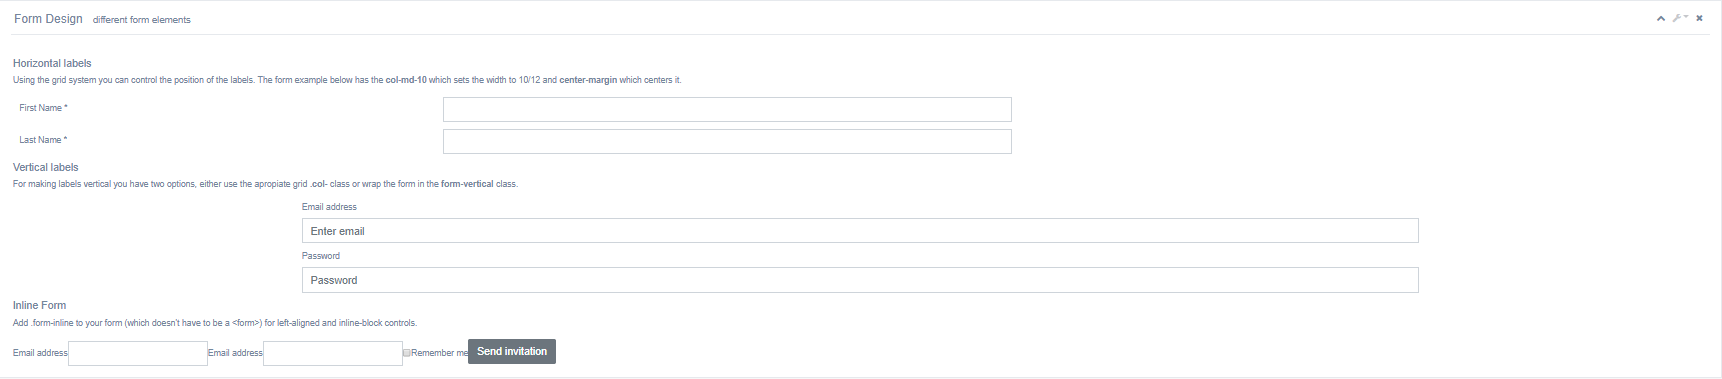 Form Design different form elements
Horizontal labels
Using the grid system you can control the position of the labels. The form example below has the col-md-10 which sets the width to 10/12 and center-margin which centers it.
First Name *
Last Name *
Vertical labels
For making labels vertical you have two options, either use the apropiate grid .col- class or wrap the form in the form-vertical class.
Email address
Enter email
Password
Password
Inline Form
Add .form-inline to your form (which doesn't have to be a <form>) for left-aligned and inline-block controls.
Email address Email address Remember me Send invitation